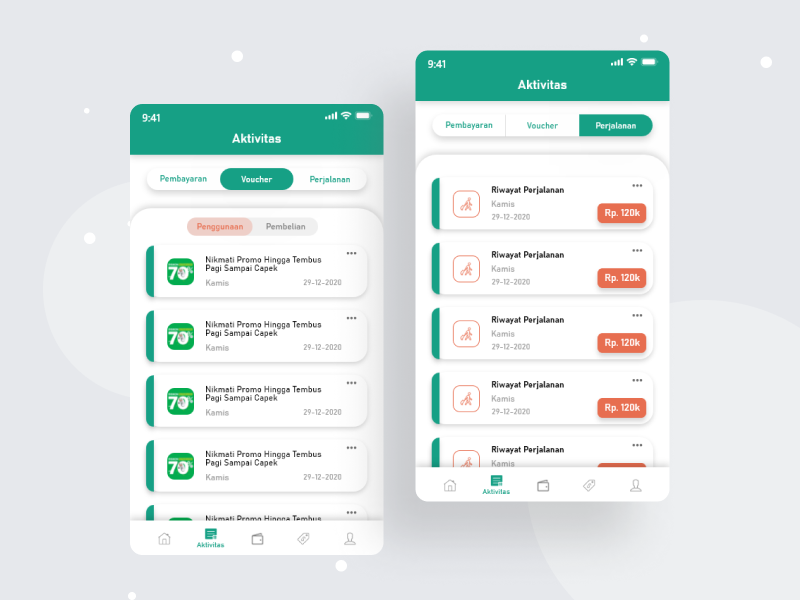 9:41
Aktivitas
Pembayaran Voucher Perjalanan
Penggunaan Pembelian
70%
Nikmati Promo Hingga Tembus
Pagi Sampai Capek
Kamis 29-12-2020
70%
Nikmati Promo Hingga Tembus
Pagi Sampai Capek
Kamis 29-12-2020
70%
Nikmati Promo Hingga Tembus
Pagi Sampai Capek
Kamis 29-12-2020
70%
Nikmati Promo Hingga Tembus
Pagi Sampai Capek
Kamis 29-12-2020
Nikmati Promo Hingga Tembus
Aktivitas
9:41
Aktivitas
Pembayaran Voucher Perjalanan
Riwayat Perjalanan
Kamis
29-12-2020
Rp. 120k
Riwayat Perjalanan
Kamis
29-12-2020
Rp. 120k
Riwayat Perjalanan
Kamis
29-12-2020
Rp. 120k
Riwayat Perjalanan
Kamis
29-12-2020
Rp. 120k
Riwayat Perjalanan
Kamis
Aktivitas